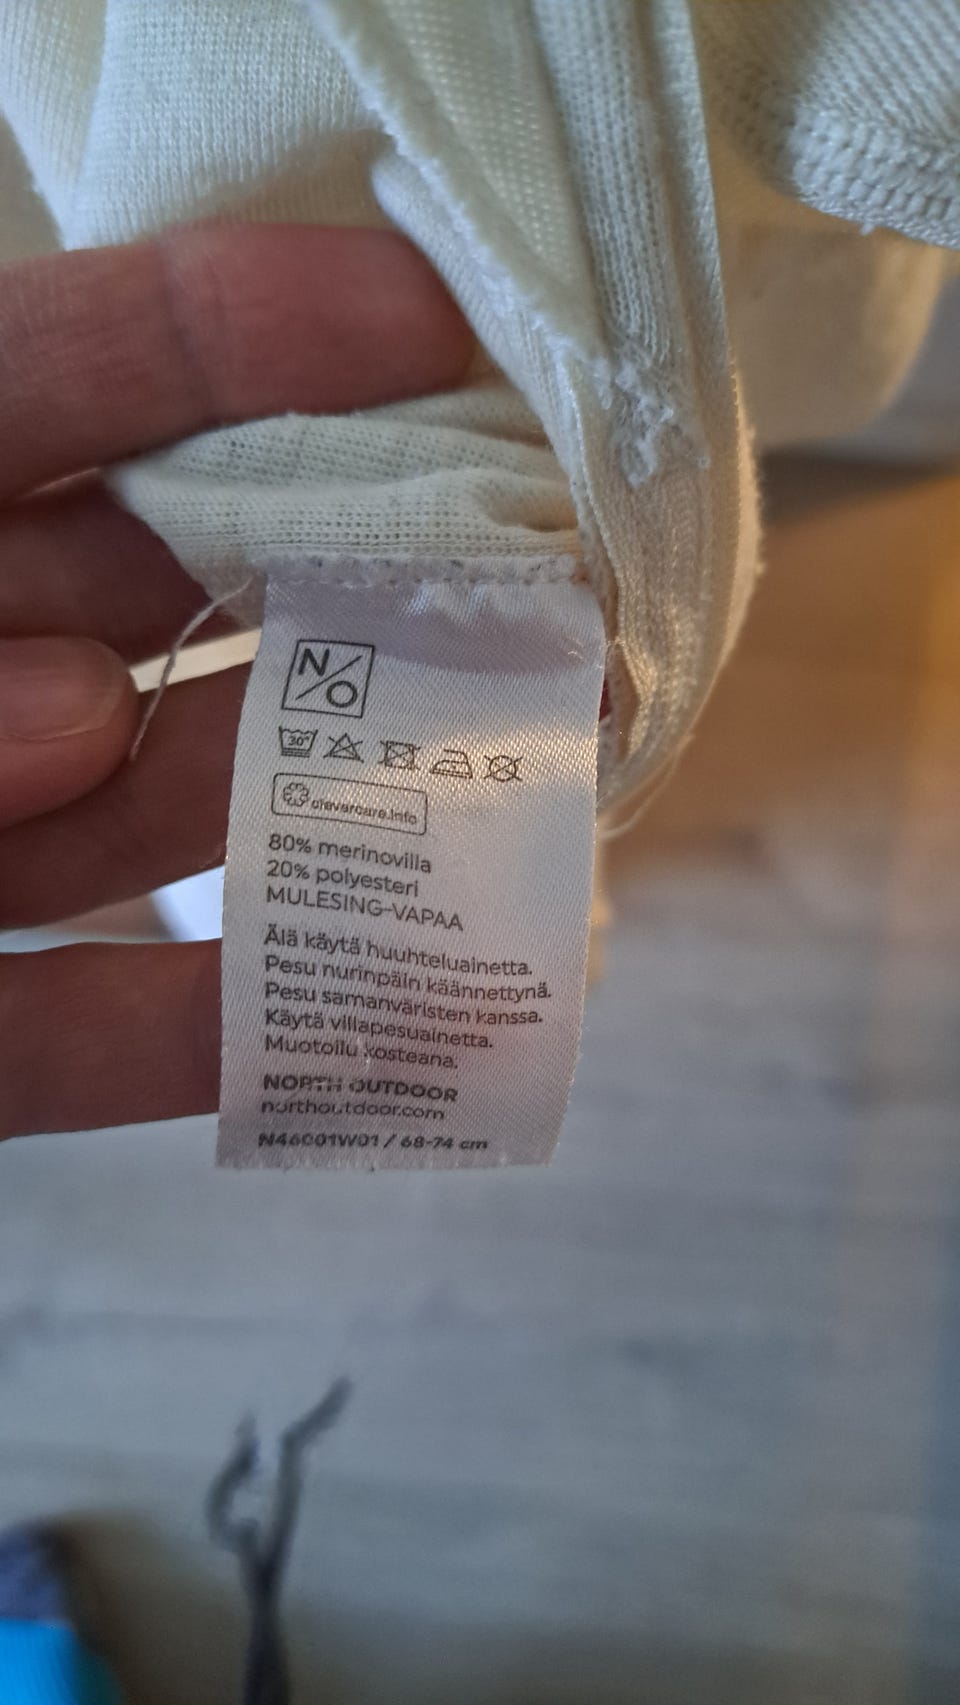 N/O
30°
clevercare.info
80% merinovilla
20% polyesteri
MULESING-VAPAA
Älä käytä huuhteluainetta.
Pesu nurinpäin käännettynä.
Pesu samanväristen kanssa.
Käytä villapesuainetta.
Muotoilu kosteana.
NORTH OUTDOOR
northoutdoor.com
N46001W01 / 68-74 cm